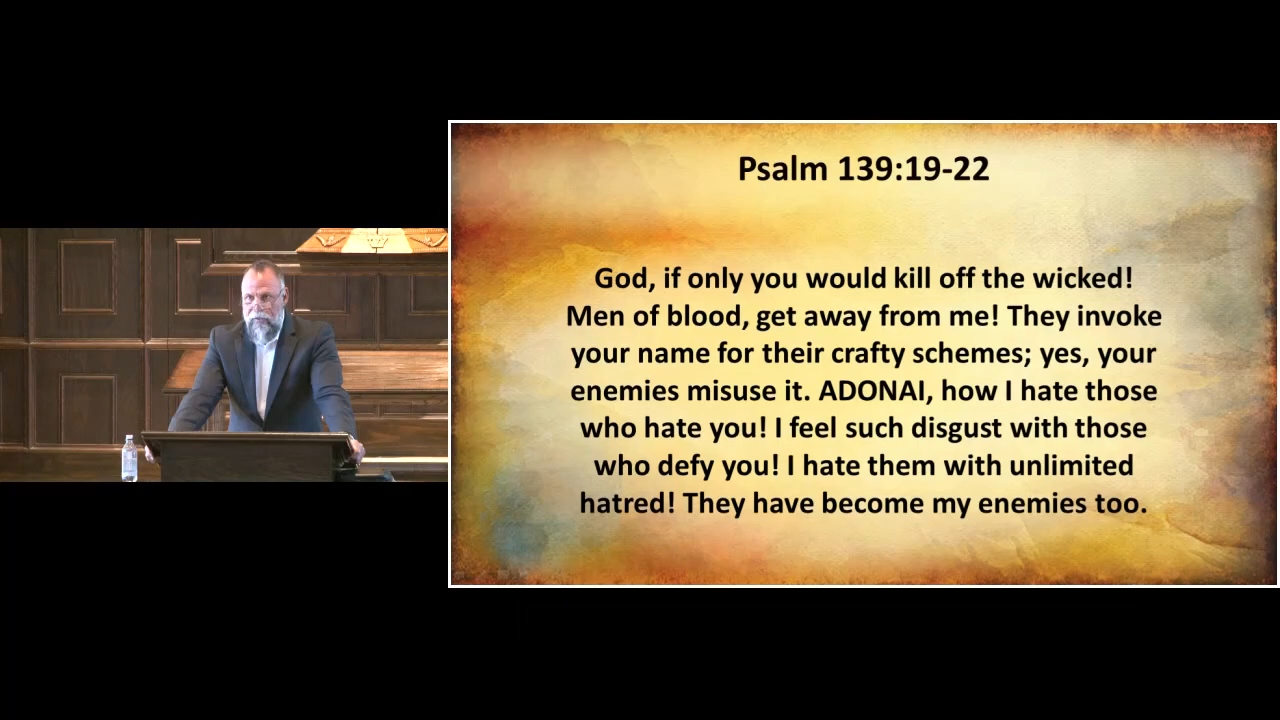 Psalm 139:19-22
God, if only you would kill off the wicked!
Men of blood, get away from me! They invoke
your name for their crafty schemes; yes, your
enemies misuse it. ADONAI, how I hate those
who hate you! I feel such disgust with those
who defy you! I hate them with unlimited
hatred! They have become my enemies too.